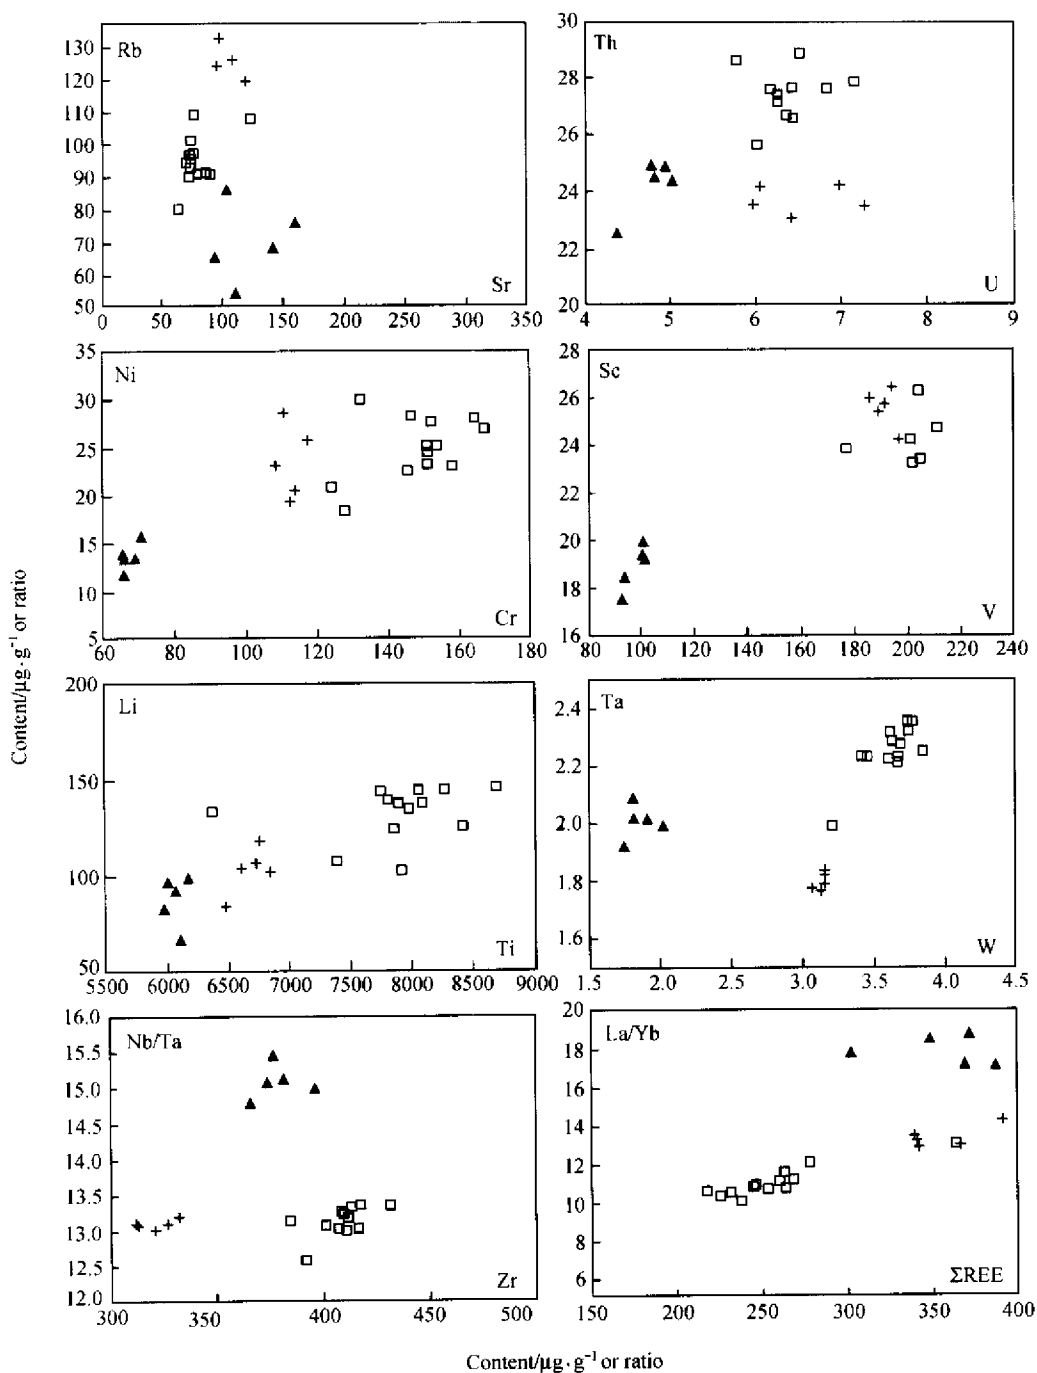 Content/µg·g⁻¹ or ratio
Rb
130
120
110
100
90
80
70
60
50
0 50 100 150 200 250 300 350
Sr
Th
30
28
26
24
22
20
4 5 6 7 8 9
U
Ni
35
30
25
20
15
10
5
60 80 100 120 140 160 180
Cr
Sc
28
26
24
22
20
18
16
80 100 120 140 160 180 200 220 240
V
Li
200
150
100
50
5500 6000 6500 7000 7500 8000 8500 9000
Ti
Ta
2.4
2.2
2.0
1.8
1.6
1.5 2.0 2.5 3.0 3.5 4.0 4.5
W
Nb/Ta
16.0
15.5
15.0
14.5
14.0
13.5
13.0
12.5
12.0
300 350 400 450 500
Zr
La/Yb
20
18
16
14
12
10
8
6
150 200 250 300 350 400
ΣREE
Content/µg·g⁻¹ or ratio